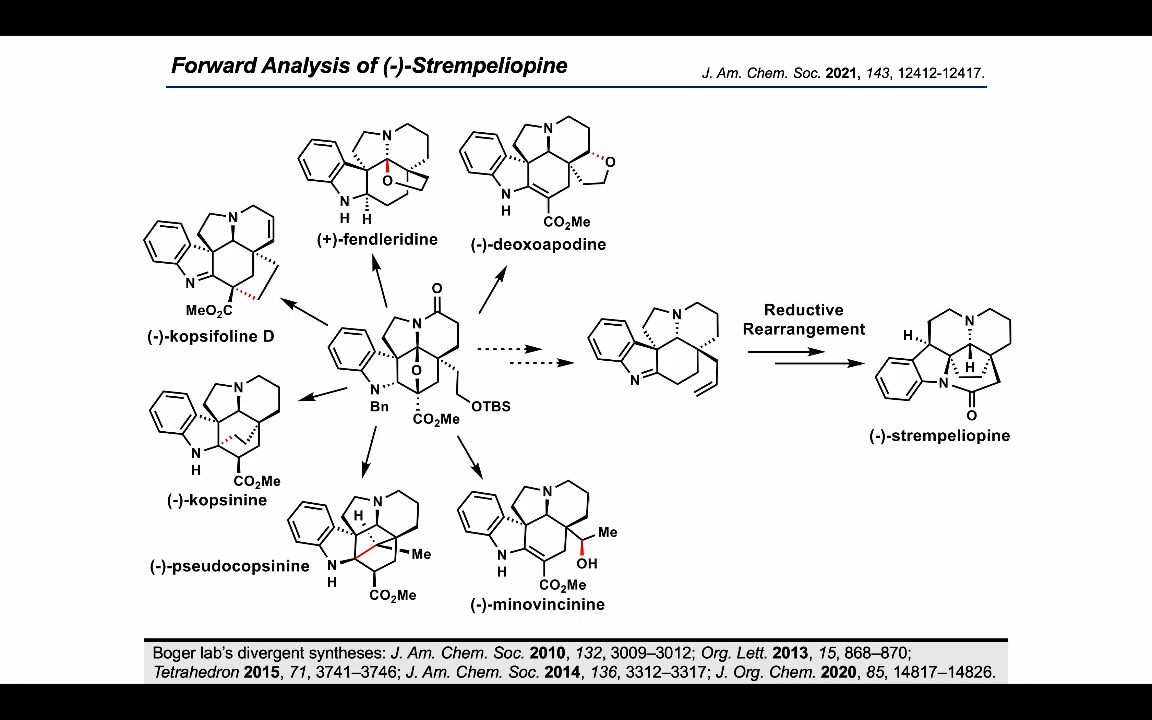 Forward Analysis of (-)-Strempeliopine
J. Am. Chem. Soc. 2021, 143, 12412-12417.
N
O
N
H H
(+)-fendleridine
N
O
N
H
CO2Me
(-)-deoxoapodine
N
N
MeO2C
(-)-kopsifoline D
O
N
O
N
Bn
CO2Me
OTBS
N
N
Reductive
Rearrangement
N
H
H
N
O
(-)-strempeliopine
N
N
H
CO2Me
(-)-kopsinine
N
H
Me
N
H
CO2Me
(-)-pseudocopsinine
N
Me
OH
N
H
CO2Me
(-)-minovincinine
Boger lab's divergent syntheses: J. Am. Chem. Soc. 2010, 132, 3009–3012; Org. Lett. 2013, 15, 868–870;
Tetrahedron 2015, 71, 3741–3746; J. Am. Chem. Soc. 2014, 136, 3312–3317; J. Org. Chem. 2020, 85, 14817–14826.